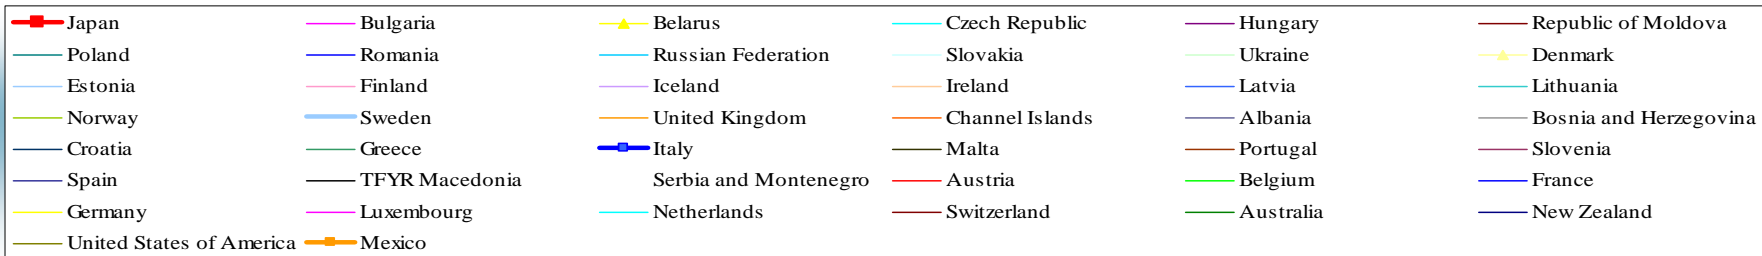 Japan Bulgaria Belarus Czech Republic Hungary Republic of Moldova
Poland Romania Russian Federation Slovakia Ukraine Denmark
Estonia Finland Iceland Ireland Latvia Lithuania
Norway Sweden United Kingdom Channel Islands Albania Bosnia and Herzegovina
Croatia Greece Italy Malta Portugal Slovenia
Spain TFYR Macedonia Serbia and Montenegro Austria Belgium France
Germany Luxembourg Netherlands Switzerland Australia New Zealand
United States of America Mexico